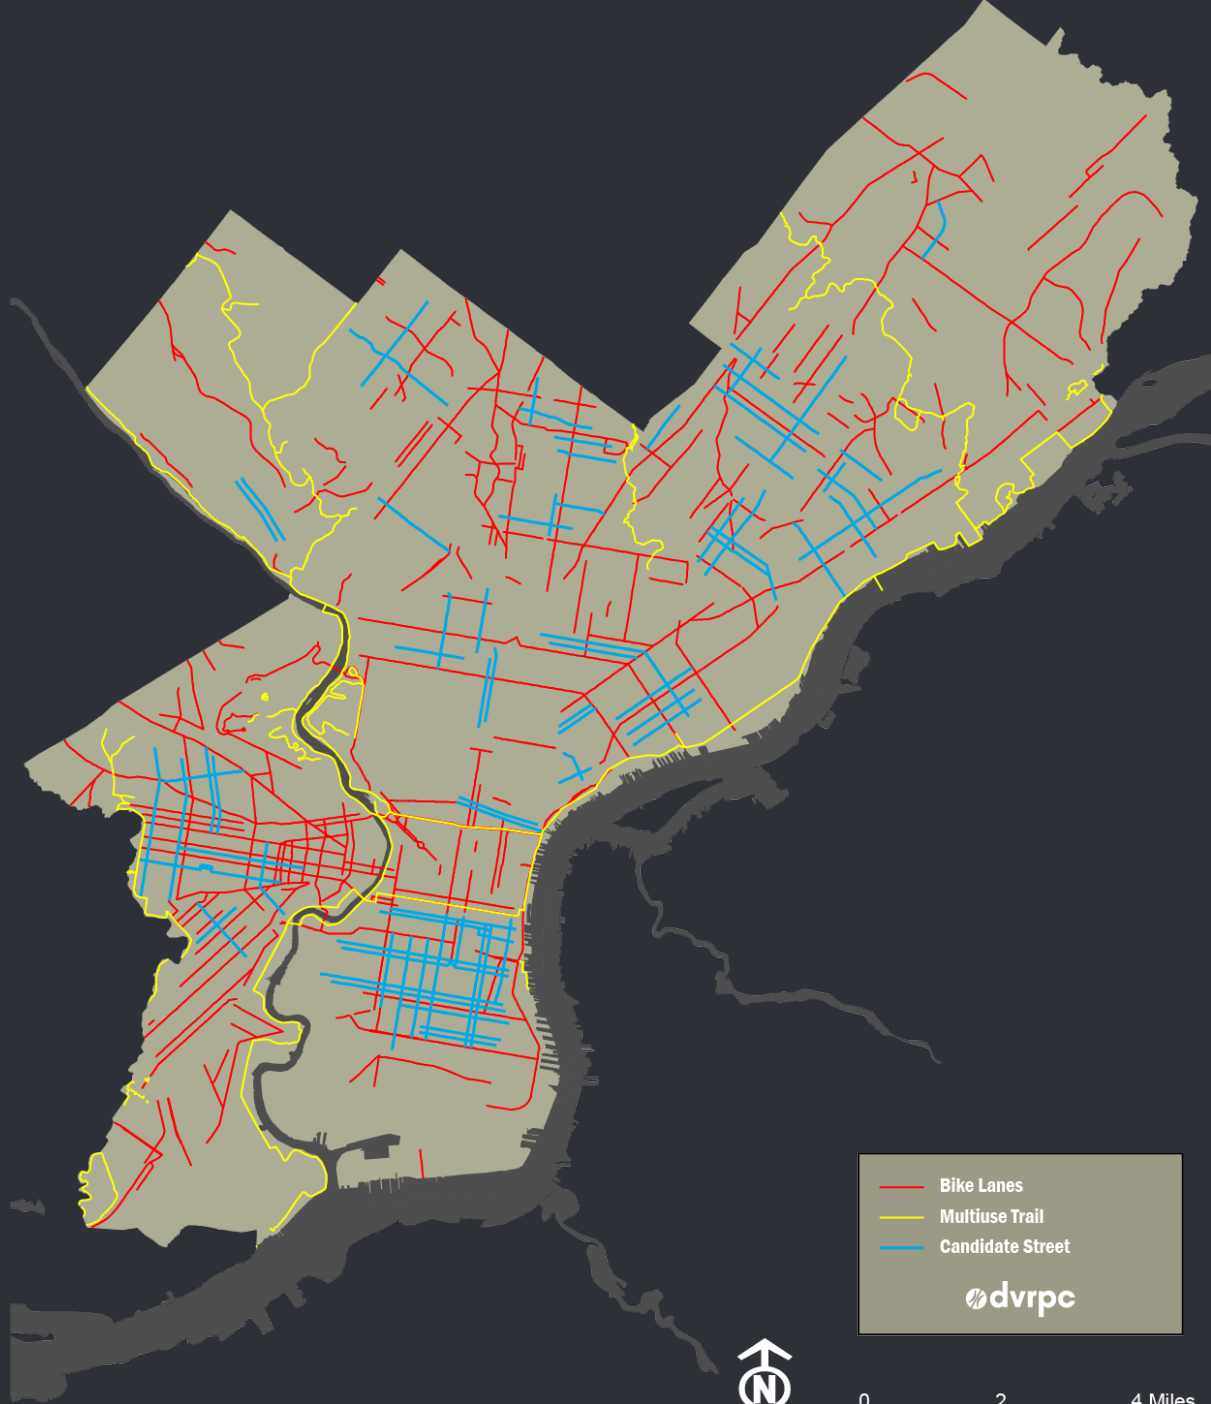 Bike Lanes
Multiuse Trail
Candidate Street
dvrpc
N
0 2 4 Miles